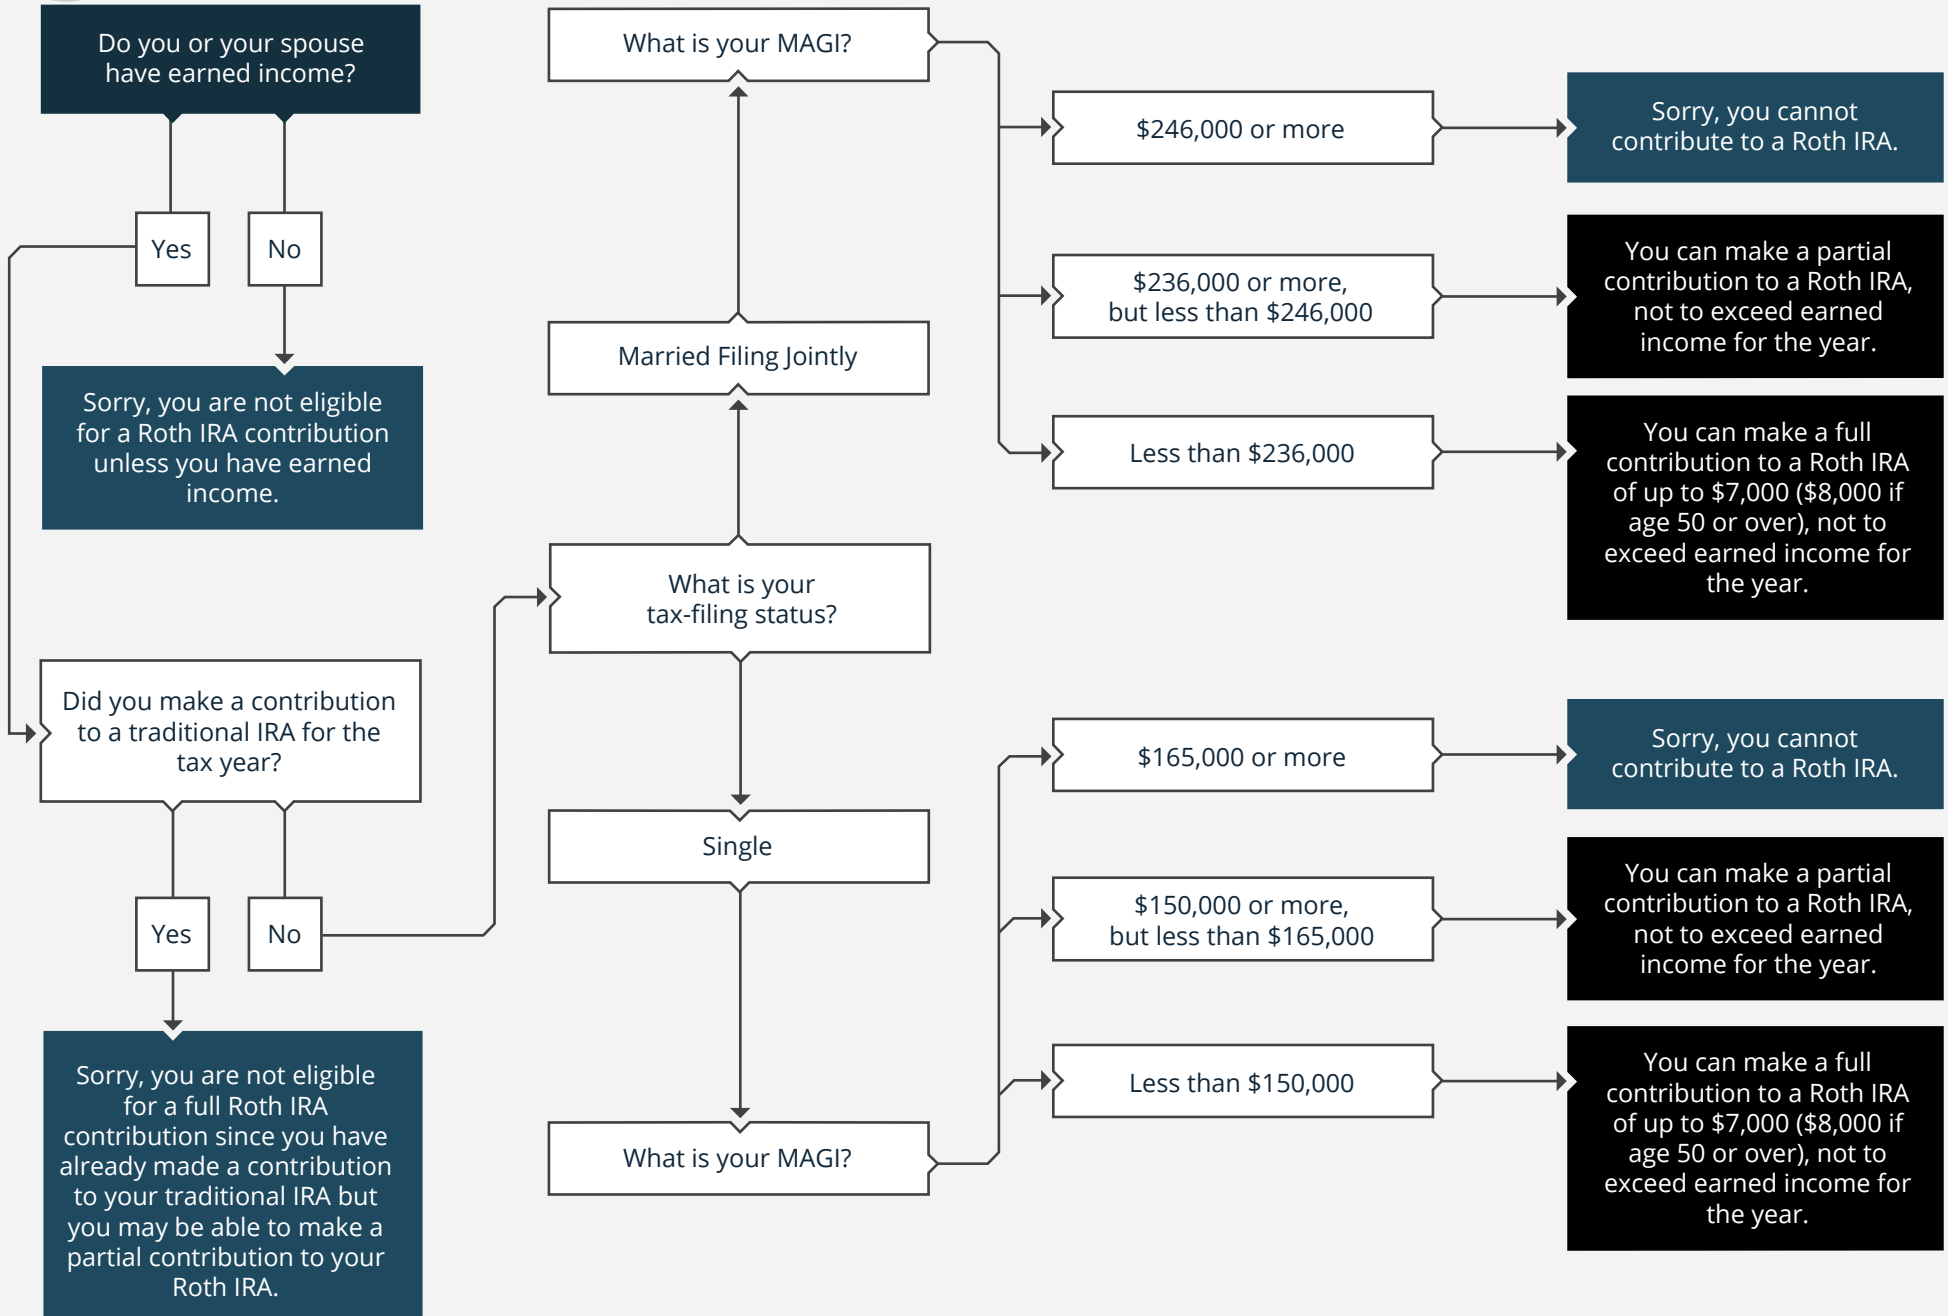 Do you or your spouse
have earned income?
Yes
No
Sorry, you are not eligible
for a Roth IRA contribution
unless you have earned
income.
Did you make a contribution
to a traditional IRA for the
tax year?
Yes
No
Sorry, you are not eligible
for a full Roth IRA
contribution since you have
already made a contribution
to your traditional IRA but
you may be able to make a
partial contribution to your
Roth IRA.
What is your MAGI?
Married Filing Jointly
What is your
tax-filing status?
Single
What is your MAGI?
$246,000 or more
$236,000 or more,
but less than $246,000
Less than $236,000
$165,000 or more
$150,000 or more,
but less than $165,000
Less than $150,000
Sorry, you cannot
contribute to a Roth IRA.
You can make a partial
contribution to a Roth IRA,
not to exceed earned
income for the year.
You can make a full
contribution to a Roth IRA
of up to $7,000 ($8,000 if
age 50 or over), not to
exceed earned income for
the year.
Sorry, you cannot
contribute to a Roth IRA.
You can make a partial
contribution to a Roth IRA,
not to exceed earned
income for the year.
You can make a full
contribution to a Roth IRA
of up to $7,000 ($8,000 if
age 50 or over), not to
exceed earned income for
the year.